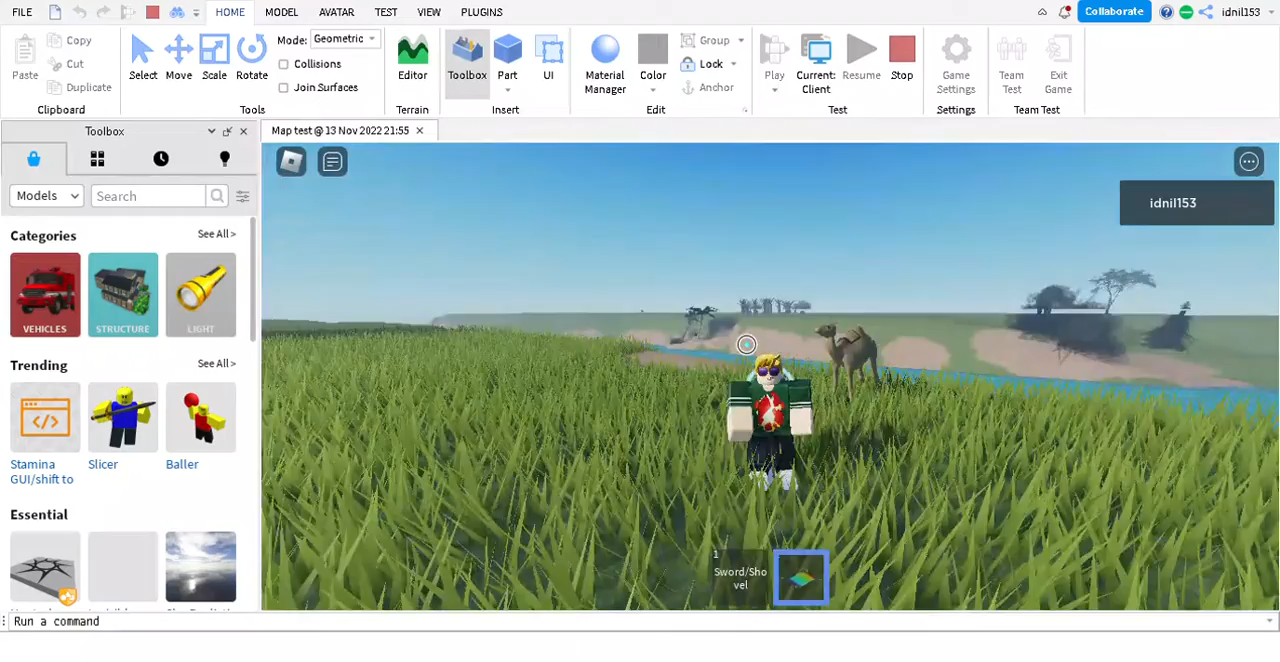 FILE HOME MODEL AVATAR TEST VIEW PLUGINS Collaborate idnil153
Paste Copy Cut Duplicate
Clipboard
Select Move Scale Rotate
Mode: Geometric
Collisions
Join Surfaces
Tools
Editor
Terrain
Toolbox Part UI
Insert
Material Manager Color Group Lock Anchor
Edit
Play Current: Client Resume Stop
Test
Game Settings
Settings
Team Test Exit Game
Team Test
Toolbox
Map test @ 13 Nov 2022 21:55
Models Search
Categories See All >
VEHICLES STRUCTURE LIGHT
Trending See All >
Stamina GUI/shift to
Slicer
Baller
Essential
idnil153
1
Sword/Sho
vel
Run a command